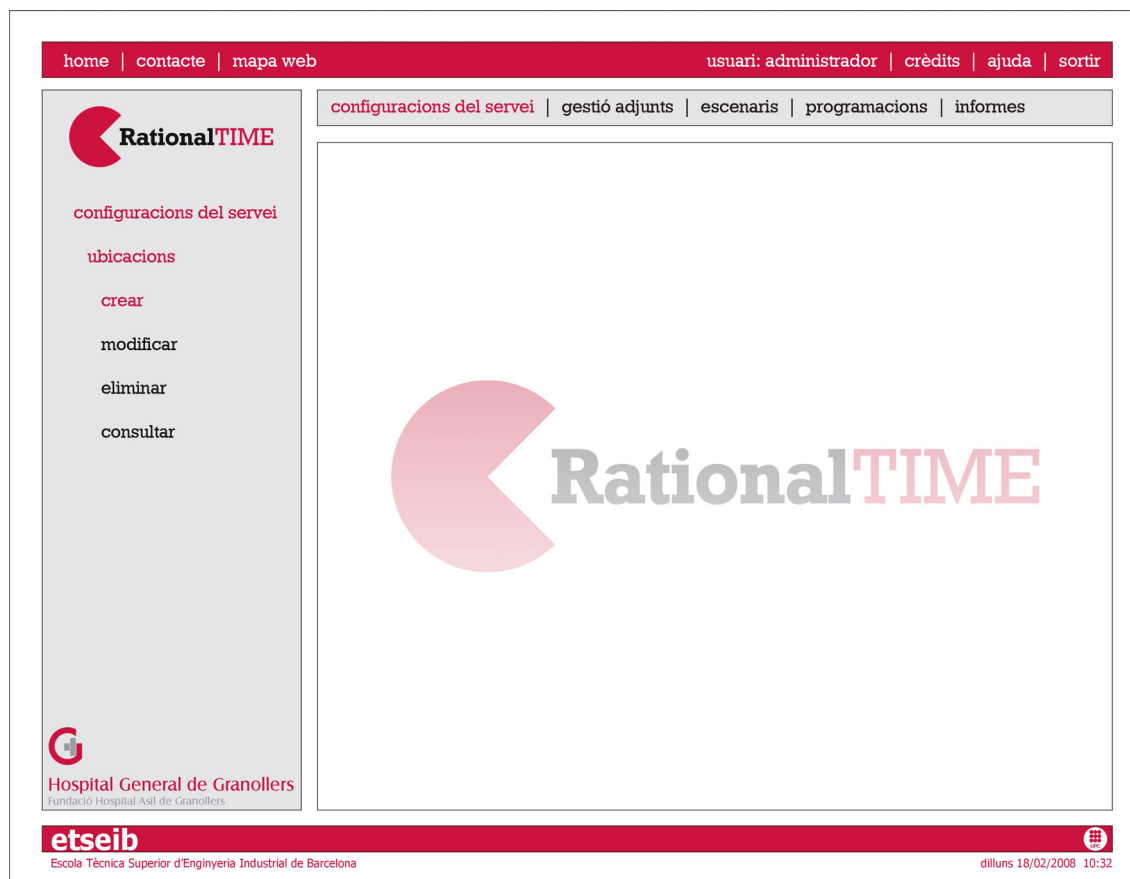 home | contacte | mapa web
usuari: administrador | crèdits | ajuda | sortir
RationalTIME
configuracions del servei | gestió adjunts | escenaris | programacions | informes
configuracions del servei
ubicacions
crear
modificar
eliminar
consultar
RationalTIME
Hospital General de Granollers
Fundació Hospital Asil de Granollers
etseib
UPC
Escola Tècnica Superior d'Enginyeria Industrial de Barcelona
dilluns 18/02/2008 10:32